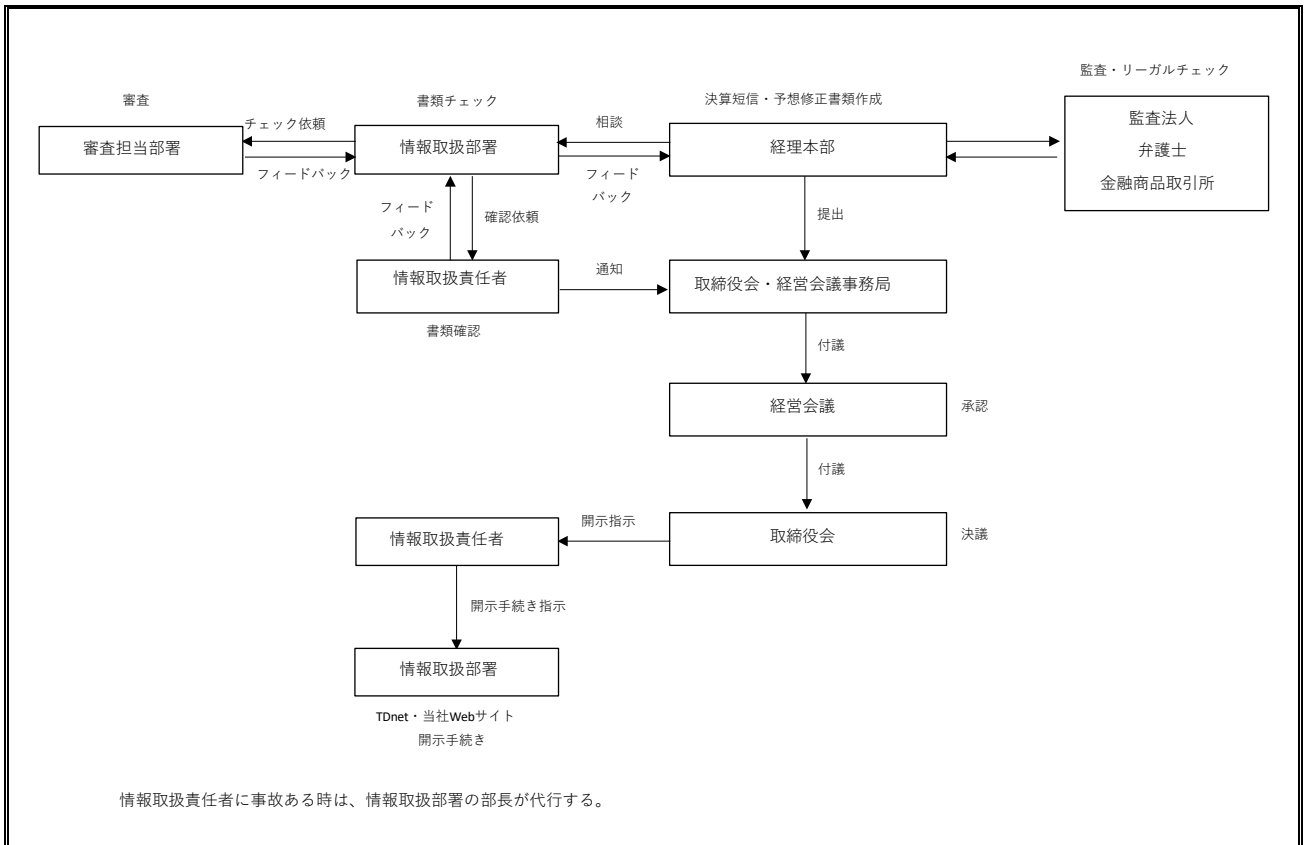 監査・リーガルチェック
審査
書類チェック
決算短信・予想修正書類作成
監査法人
弁護士
金融商品取引所
チェック依頼
相談
審査担当部署
情報取扱部署
経理本部
フィードバック
フィード
バック
フィード
バック
確認依頼
提出
情報取扱責任者
通知
取締役会・経営会議事務局
書類確認
付議
経営会議
承認
付議
開示指示
情報取扱責任者
取締役会
決議
開示手続き指示
情報取扱部署
TDnet・当社Webサイト
開示手続き
情報取扱責任者に事故ある時は、情報取扱部署の部長が代行する。